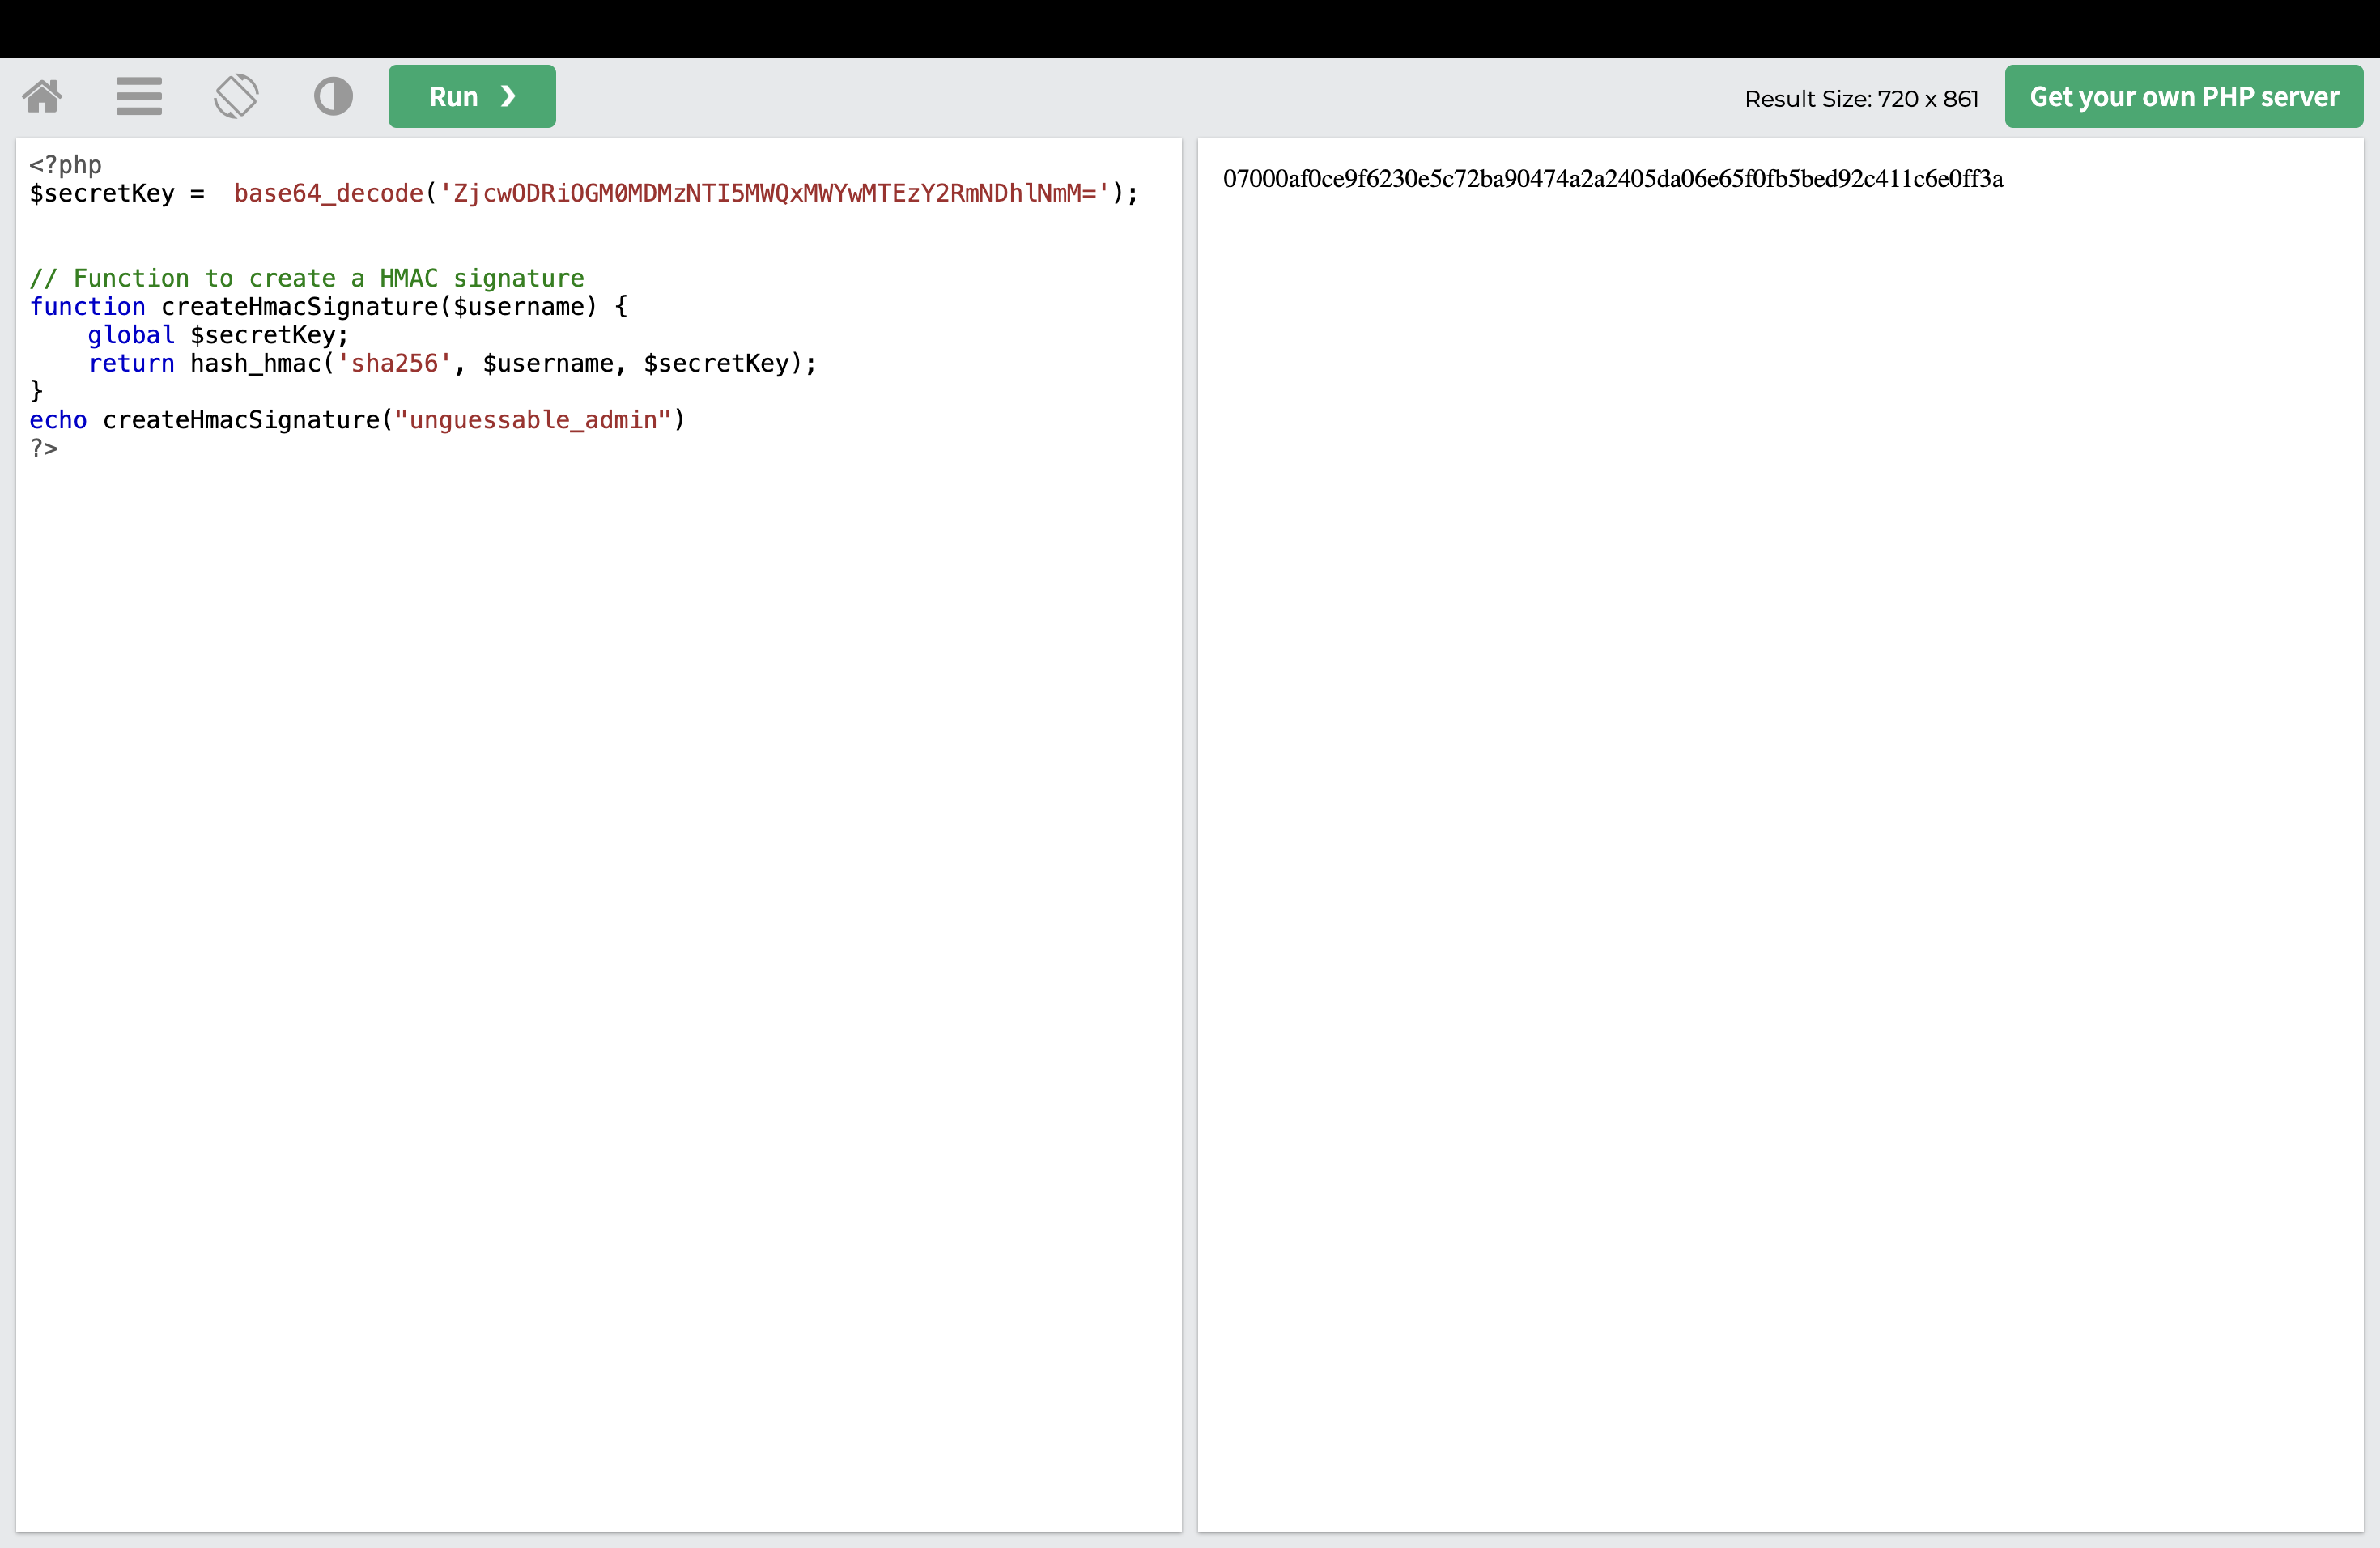 Run ❯
Result Size: 720 x 861
Get your own PHP server
<?php
$secretKey =  base64_decode('ZjcwODRiOGM0MDMzNTI5MWQxMWYwMTEzY2RmNDhlNmM=');
// Function to create a HMAC signature
function createHmacSignature($username) {
    global $secretKey;
    return hash_hmac('sha256', $username, $secretKey);
}
echo createHmacSignature("unguessable_admin")
?>
07000af0ce9f6230e5c72ba90474a2a2405da06e65f0fb5bed92c411c6e0ff3a